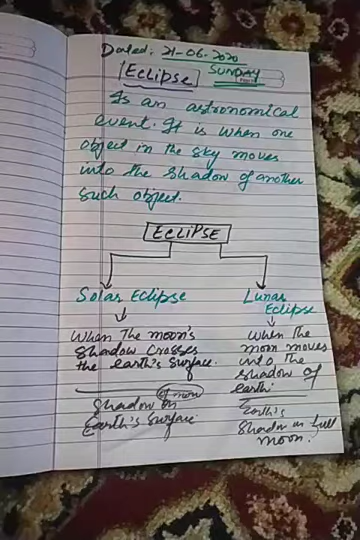 Dated: 21-06-2020
SUNDAY
Eclipse
Is an astronomical
event. It is when one
object in the sky moves
into the shadow of another
such object.
ECLIPSE
Solar Eclipse
When The moon's
shadow crosses
the earth's surface.
of moon
Shadow on
Earth's surface
Lunar
Eclipse
When the
moon moves
into the
shadow of
earth
Earth's
Shadow in full
moon.